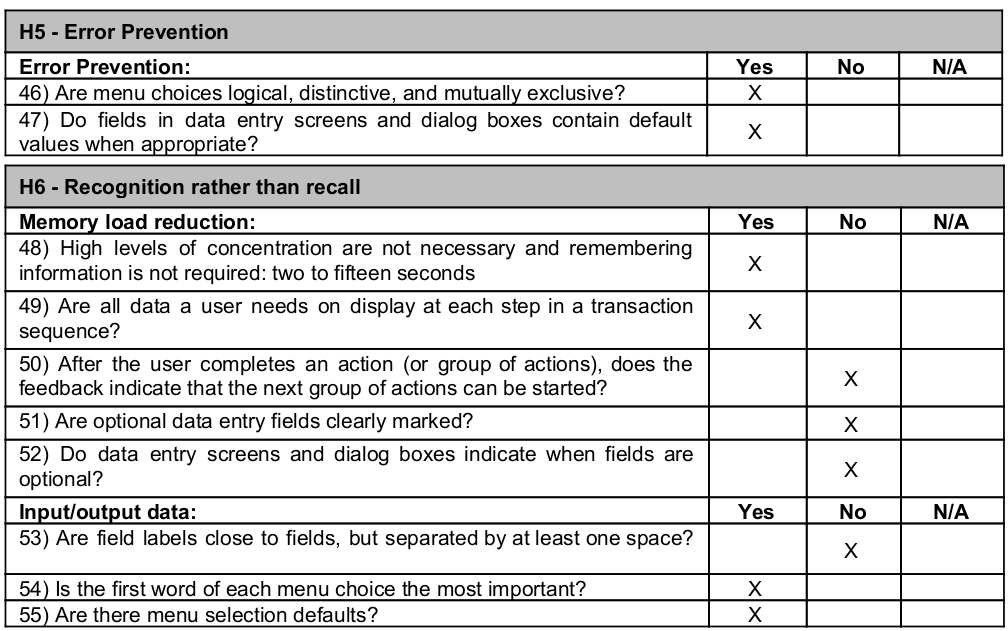 H5 - Error Prevention
Error Prevention: Yes No N/A
46) Are menu choices logical, distinctive, and mutually exclusive? X
47) Do fields in data entry screens and dialog boxes contain default
values when appropriate? X
H6 - Recognition rather than recall
Memory load reduction: Yes No N/A
48) High levels of concentration are not necessary and remembering
information is not required: two to fifteen seconds X
49) Are all data a user needs on display at each step in a transaction
sequence? X
50) After the user completes an action (or group of actions), does the
feedback indicate that the next group of actions can be started? X
51) Are optional data entry fields clearly marked? X
52) Do data entry screens and dialog boxes indicate when fields are
optional? X
Input/output data: Yes No N/A
53) Are field labels close to fields, but separated by at least one space? X
54) Is the first word of each menu choice the most important? X
55) Are there menu selection defaults? X